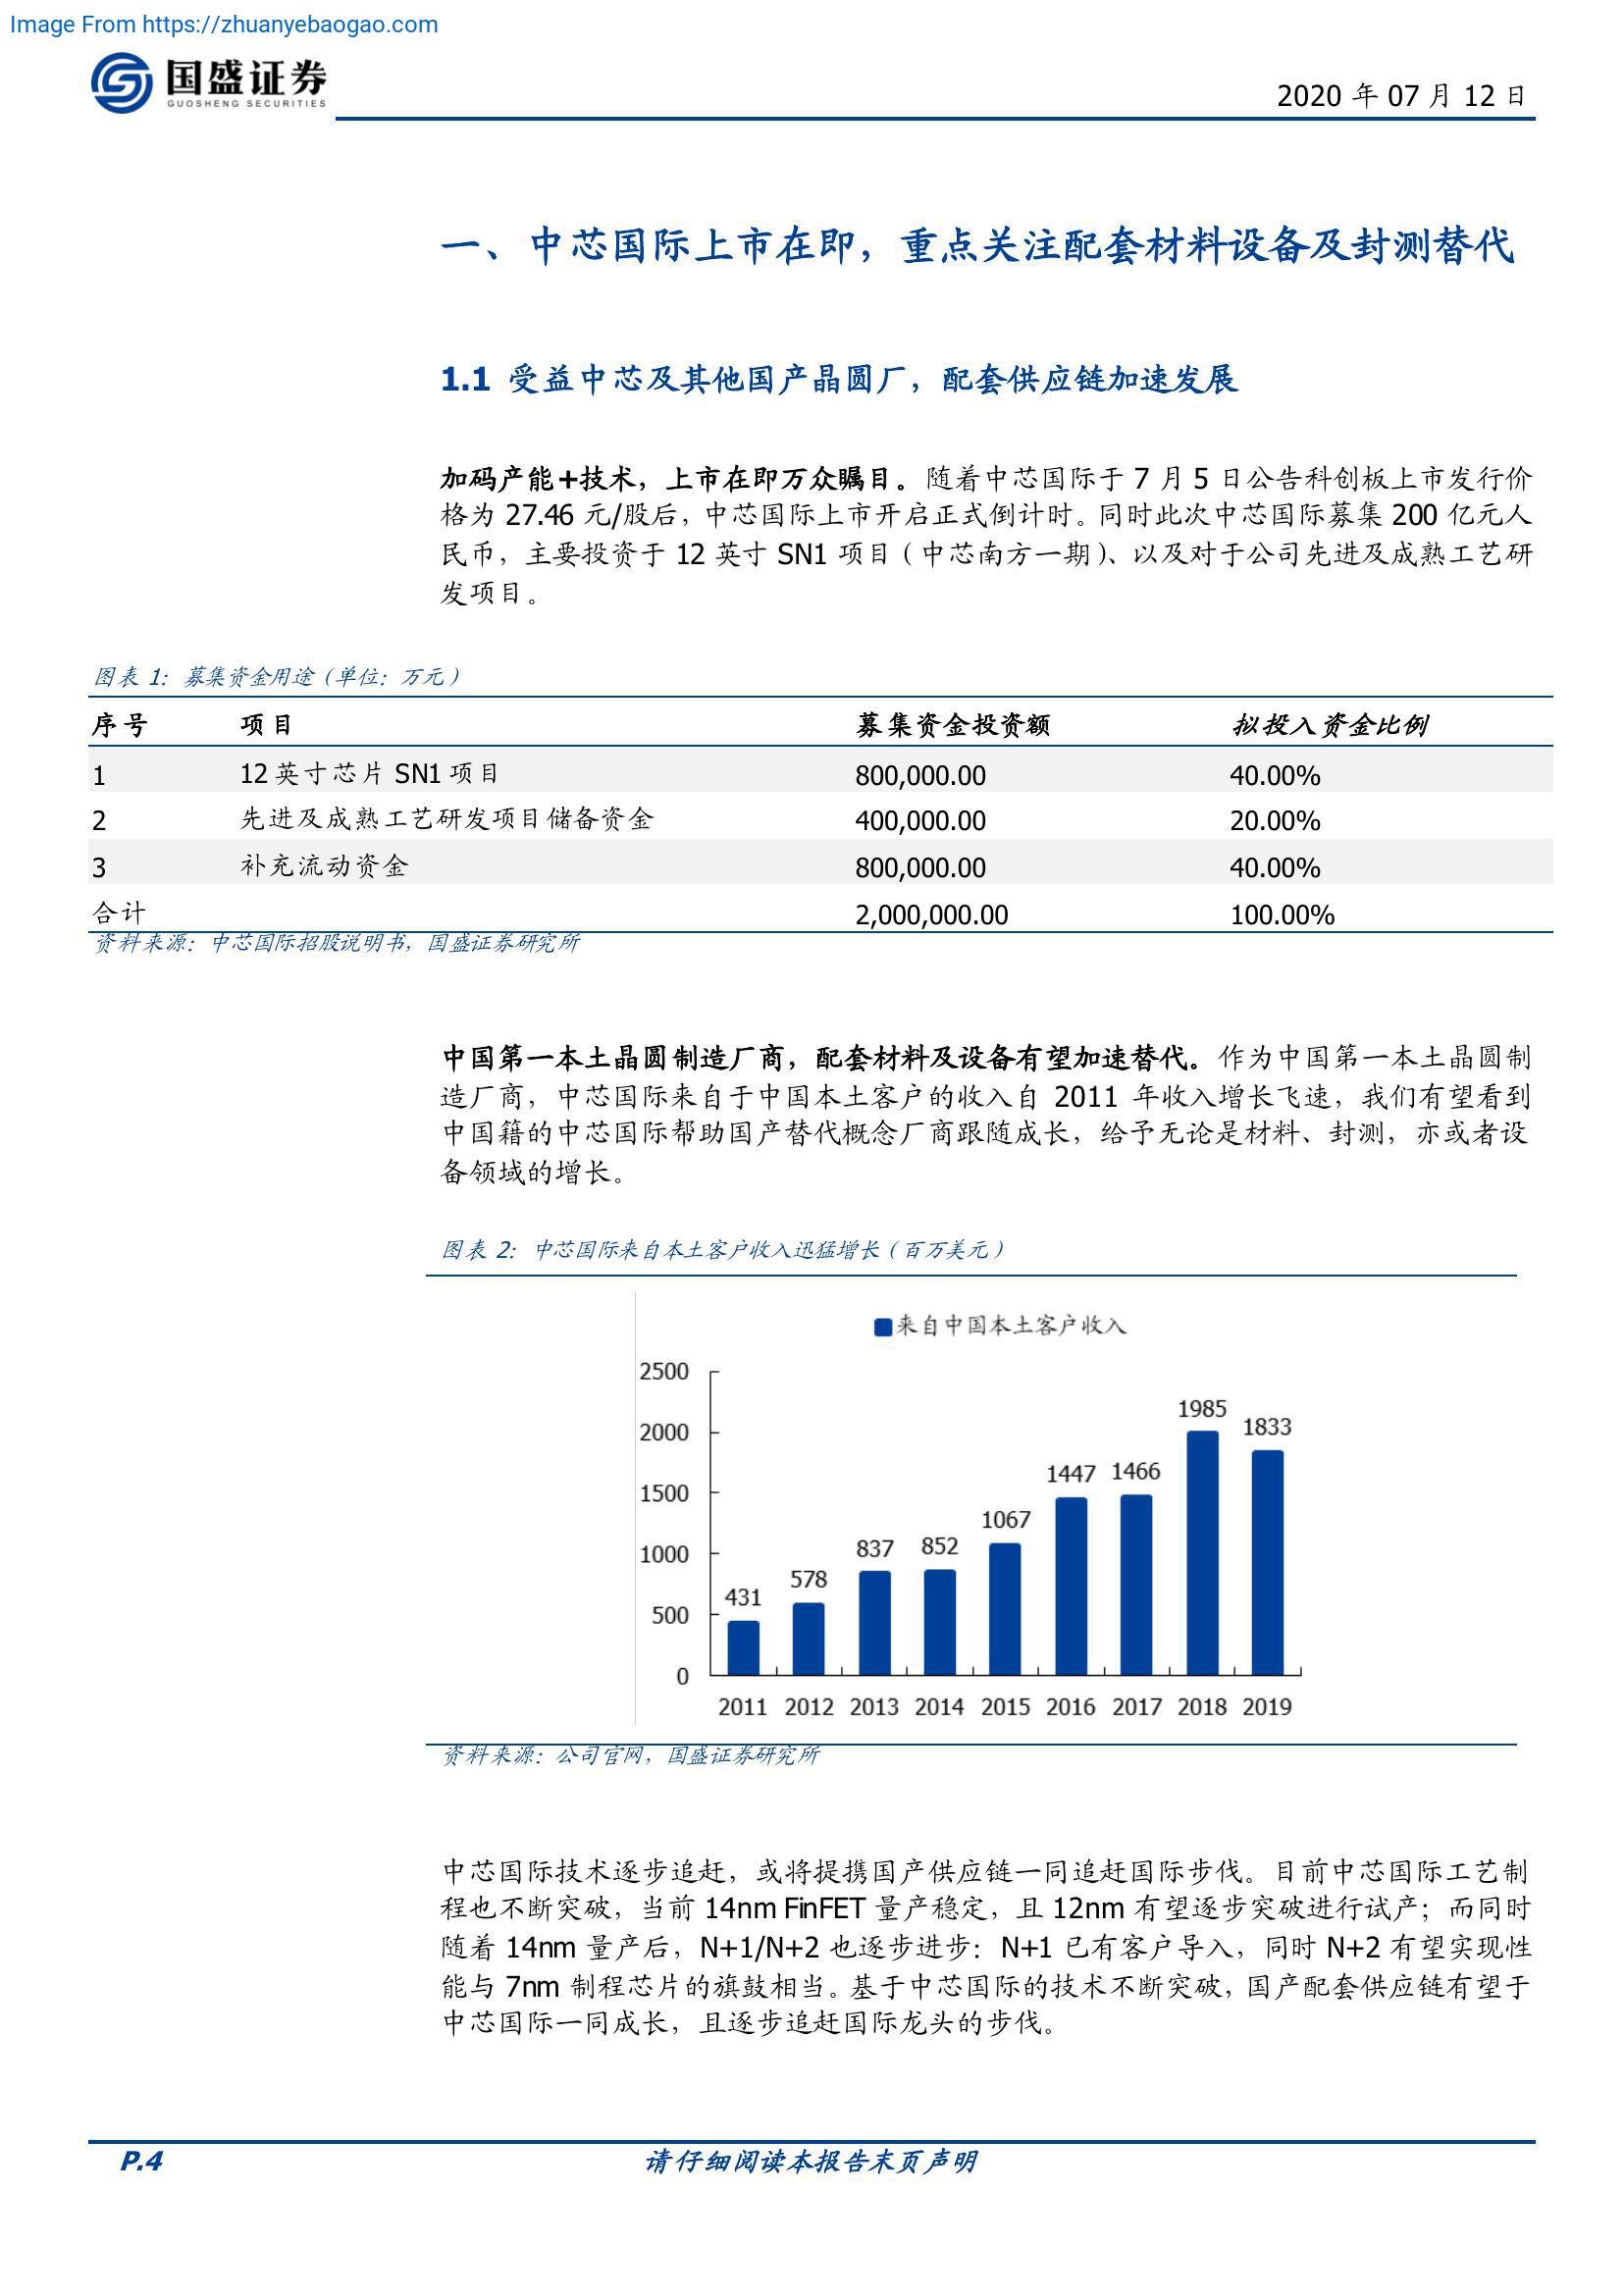 Image From https://zhuanyebaogao.com
国盛证券
GUOSHENG SECURITIES
2020 年 07 月 12 日
一、中芯国际上市在即，重点关注配套材料设备及封测替代
1.1 受益中芯及其他国产晶圆厂，配套供应链加速发展
加码产能+技术，上市在即万众瞩目。随着中芯国际于 7 月 5 日公告科创板上市发行价
格为 27.46 元/股后，中芯国际上市开启正式倒计时。同时此次中芯国际募集 200 亿元人
民币，主要投资于 12 英寸 SN1 项目（中芯南方一期）、以及对于公司先进及成熟工艺研
发项目。
图表 1：募集资金用途（单位：万元）
序号 项目 募集资金投资额 拟投入资金比例
1 12 英寸芯片 SN1 项目 800,000.00 40.00%
2 先进及成熟工艺研发项目储备资金 400,000.00 20.00%
3 补充流动资金 800,000.00 40.00%
合计 2,000,000.00 100.00%
资料来源：中芯国际招股说明书，国盛证券研究所
中国第一本土晶圆制造厂商，配套材料及设备有望加速替代。作为中国第一本土晶圆制
造厂商，中芯国际来自于中国本土客户的收入自 2011 年收入增长飞速，我们有望看到
中国籍的中芯国际帮助国产替代概念厂商跟随成长，给予无论是材料、封测，亦或者设
备领域的增长。
图表 2：中芯国际来自本土客户收入迅猛增长（百万美元）
来自中国本土客户收入
2500
2000
1500
1000
500
0
431 578 837 852 1067 1447 1466 1985 1833
2011 2012 2013 2014 2015 2016 2017 2018 2019
资料来源：公司官网，国盛证券研究所
中芯国际技术逐步追赶，或将提携国产供应链一同追赶国际步伐。目前中芯国际工艺制
程也不断突破，当前 14nm FinFET 量产稳定，且 12nm 有望逐步突破进行试产；而同时
随着 14nm 量产后，N+1/N+2 也逐步进步：N+1 已有客户导入，同时 N+2 有望实现性
能与 7nm 制程芯片的旗鼓相当。基于中芯国际的技术不断突破，国产配套供应链有望于
中芯国际一同成长，且逐步追赶国际龙头的步伐。
P.4
请仔细阅读本报告末页声明